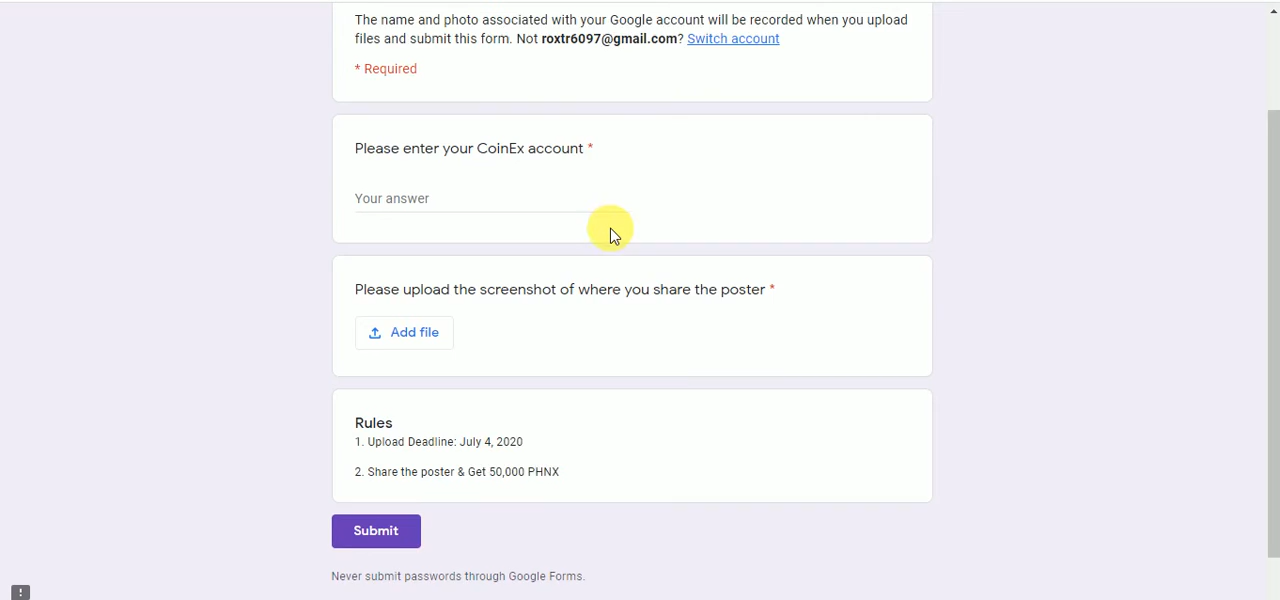 The name and photo associated with your Google account will be recorded when you upload
files and submit this form. Not roxtr6097@gmail.com? Switch account
* Required
Please enter your CoinEx account *
Your answer
Please upload the screenshot of where you share the poster *
Add file
Rules
1. Upload Deadline: July 4, 2020
2. Share the poster & Get 50,000 PHNX
Submit
Never submit passwords through Google Forms.
!